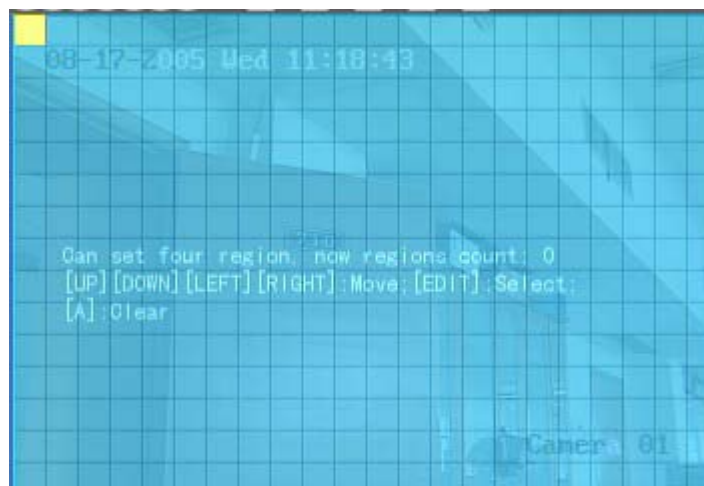 08-17-2005 Wed 11:18:43
Can set four region, now regions count: 0
[UP][DOWN][LEFT][RIGHT]:Move;[EDIT]:Select;
[A]:Clear
Camera 01